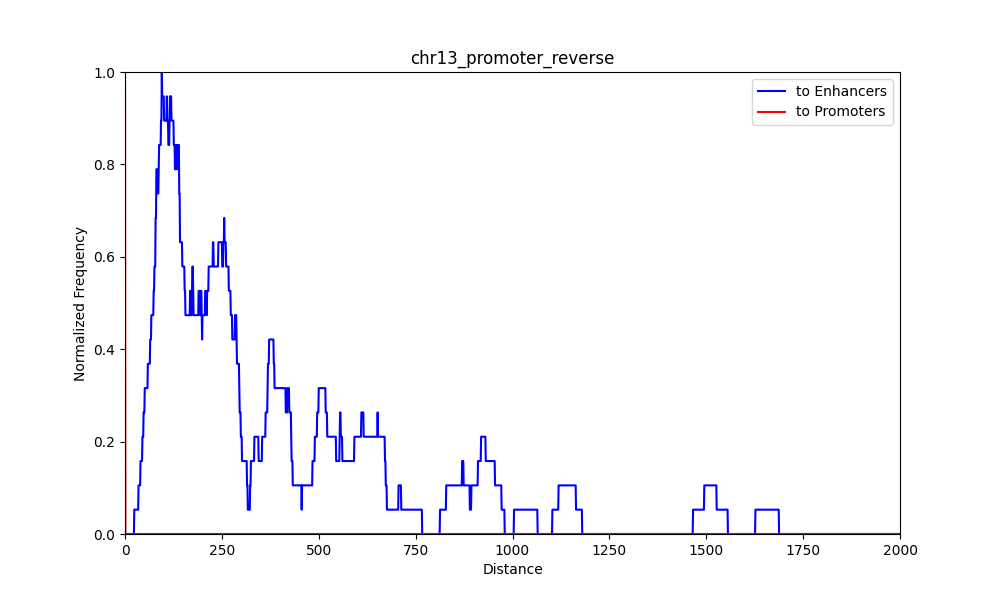 chr13_promoter_reverse
to Enhancers
to Promoters
Normalized Frequency
1.0
0.8
0.6
0.4
0.2
0.0
0 250 500 750 1000 1250 1500 1750 2000
Distance